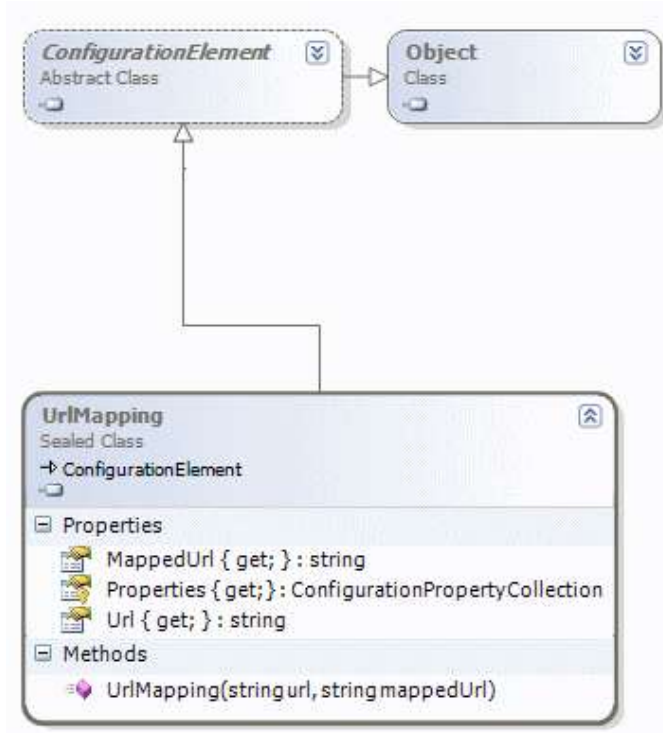 ConfigurationElement
Abstract Class
Object
Class
UrlMapping
Sealed Class
ConfigurationElement
Properties
MappedUrl { get; } : string
Properties { get;} : ConfigurationPropertyCollection
Url { get; } : string
Methods
UrlMapping(string url, string mappedUrl)